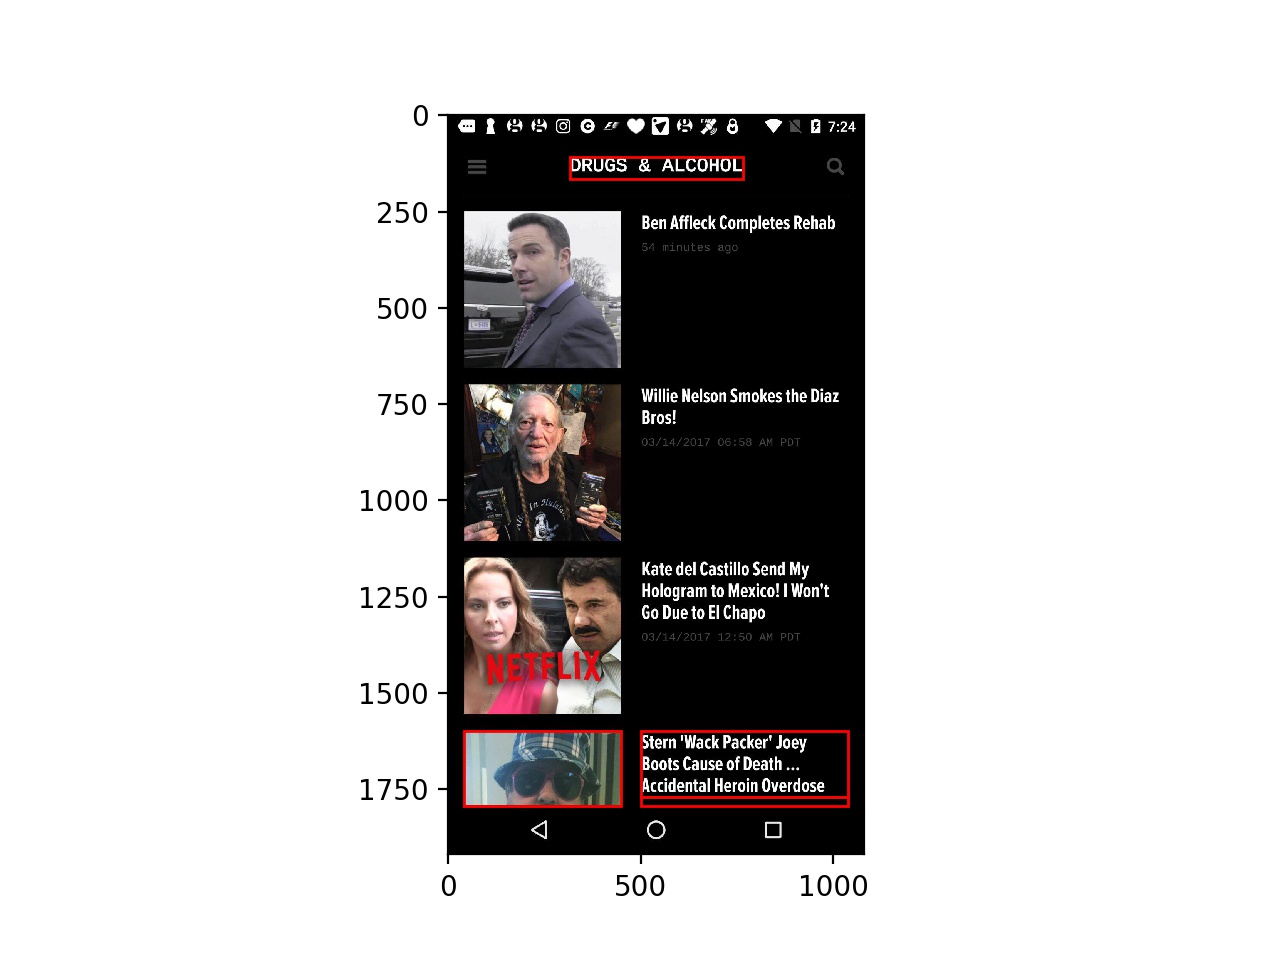 0
250
500
750
1000
1250
1500
1750
7:24
DRUGS & ALCOHOL
Ben Affleck Completes Rehab
54 minutes ago
Willie Nelson Smokes the Diaz
Bros!
03/14/2017 06:58 AM PDT
Kate del Castillo Send My
Hologram to Mexico! I Won't
Go Due to El Chapo
03/14/2017 12:50 AM PDT
NETFLIX
Stern 'Wack Packer' Joey
Boots Cause of Death ...
Accidental Heroin Overdose
0
500
1000